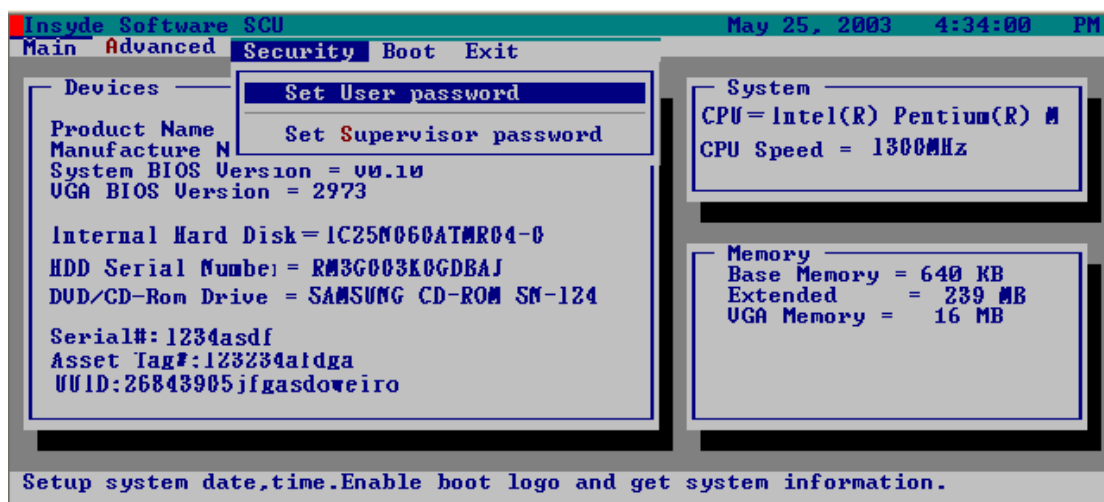 Insyde Software SCU May 25, 2003 4:34:00 PM
Main Advanced Security Boot Exit
Set User password
Set Supervisor password
Devices
Product Name
Manufacture N
System BIOS Version = V0.10
VGA BIOS Version = 2973
Internal Hard Disk = IC25N060ATMR04-0
HDD Serial Number = RM3G003K0GDBAJ
DVD/CD-Rom Drive = SAMSUNG CD-ROM SN-124
Serial#: 1234asdf
Asset Tag#:123234afdga
UUID:26843905jfgasdoweiro
System
CPU = Intel(R) Pentium(R) M
CPU Speed = 1300MHz
Memory
Base Memory = 640 KB
Extended = 239 MB
VGA Memory = 16 MB
Setup system date,time.Enable boot logo and get system information.